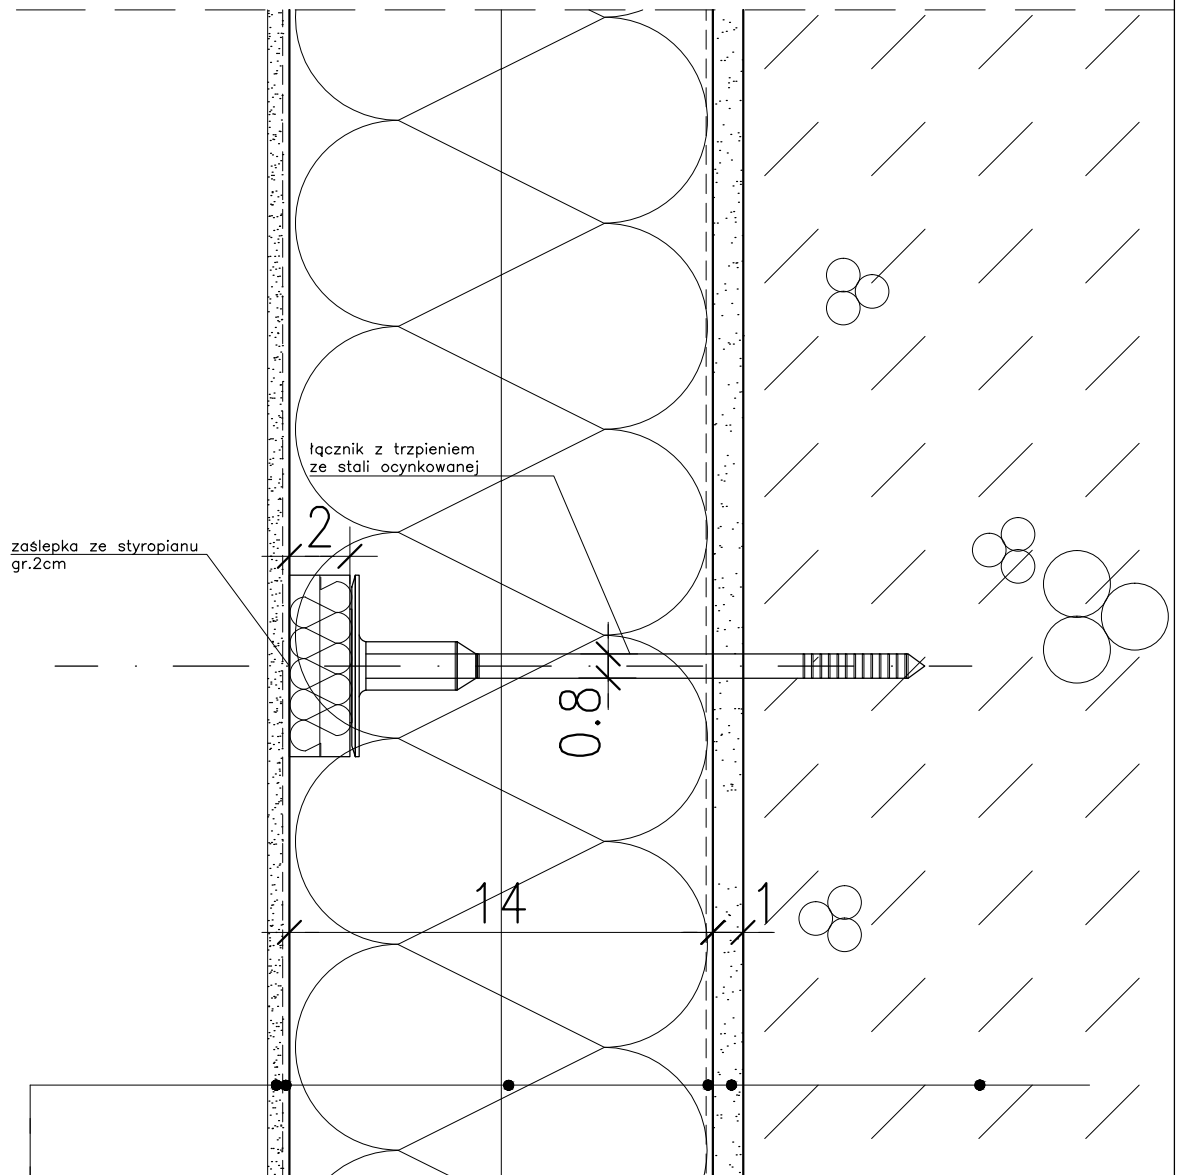 łącznik z trzpieniem
ze stali ocynkowanej
2
zaślepka ze styropianu
gr.2cm
0.8
14
1